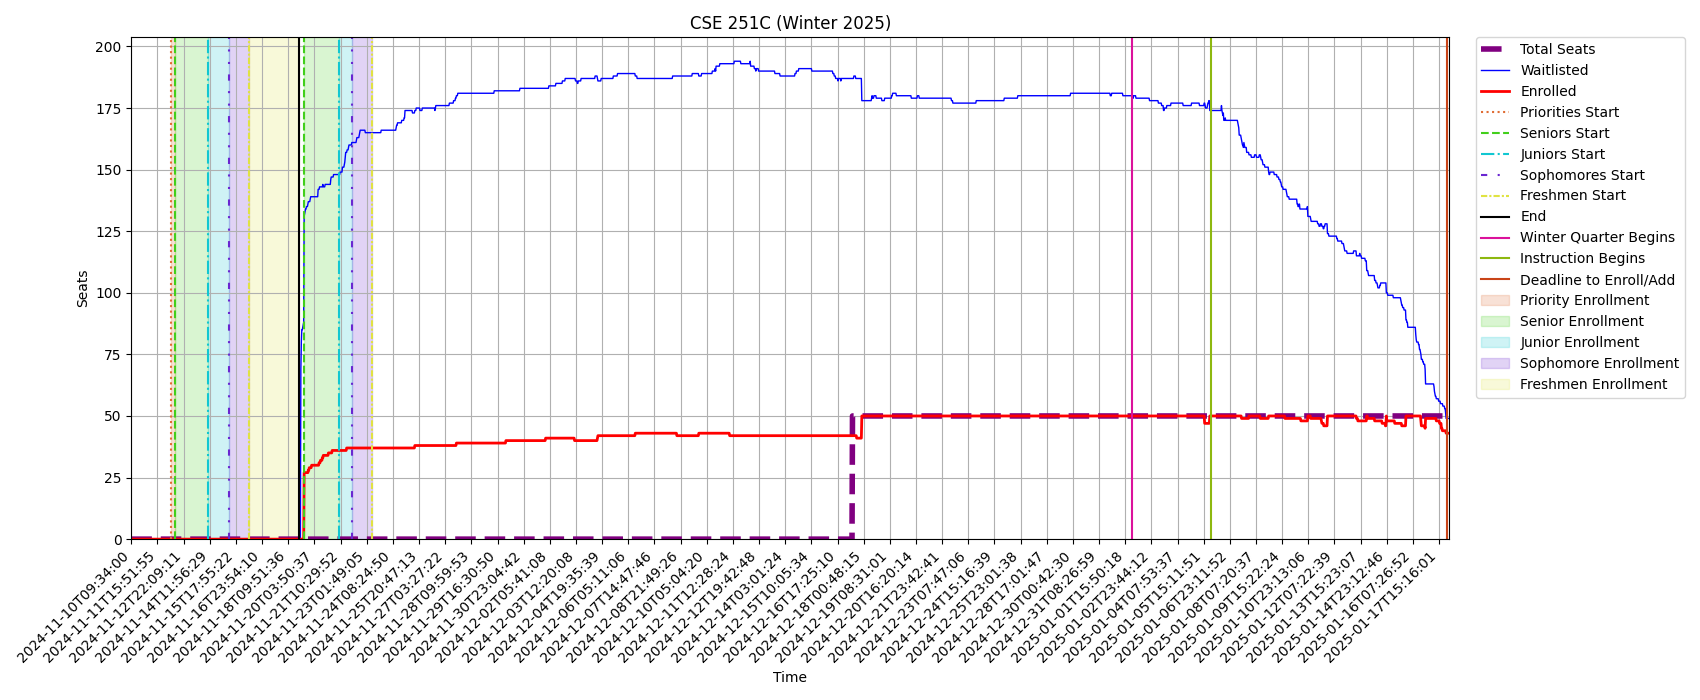 CSE 251C (Winter 2025)
Seats
200
175
150
125
100
75
50
25
0
2024-11-10T09:34:00
2024-11-11T15:51:55
2024-11-12T22:09:11
2024-11-14T11:56:29
2024-11-15T17:55:22
2024-11-16T23:54:10
2024-11-18T09:51:36
2024-11-20T03:50:37
2024-11-21T10:29:52
2024-11-23T01:49:05
2024-11-24T08:24:50
2024-11-25T20:47:13
2024-11-27T03:27:22
2024-11-28T09:59:53
2024-11-29T16:30:50
2024-11-30T23:04:42
2024-12-02T05:41:08
2024-12-03T12:20:08
2024-12-04T19:35:39
2024-12-06T05:11:06
2024-12-07T14:47:46
2024-12-08T21:49:26
2024-12-10T05:04:20
2024-12-11T12:28:24
2024-12-12T19:42:48
2024-12-14T03:01:24
2024-12-15T10:05:34
2024-12-16T17:25:10
2024-12-18T00:48:15
2024-12-19T08:31:01
2024-12-20T16:20:14
2024-12-21T23:42:41
2024-12-23T07:47:06
2024-12-24T15:16:39
2024-12-25T23:01:38
2024-12-28T17:01:47
2024-12-30T00:42:30
2024-12-31T08:26:59
2025-01-01T15:50:18
2025-01-02T23:44:12
2025-01-04T07:53:37
2025-01-05T15:11:51
2025-01-06T23:11:52
2025-01-08T07:20:37
2025-01-09T15:22:24
2025-01-10T23:13:06
2025-01-12T07:22:39
2025-01-13T15:23:07
2025-01-14T23:12:46
2025-01-16T07:26:52
2025-01-17T15:16:01
Time
Total Seats
Waitlisted
Enrolled
Priorities Start
Seniors Start
Juniors Start
Sophomores Start
Freshmen Start
End
Winter Quarter Begins
Instruction Begins
Deadline to Enroll/Add
Priority Enrollment
Senior Enrollment
Junior Enrollment
Sophomore Enrollment
Freshmen Enrollment